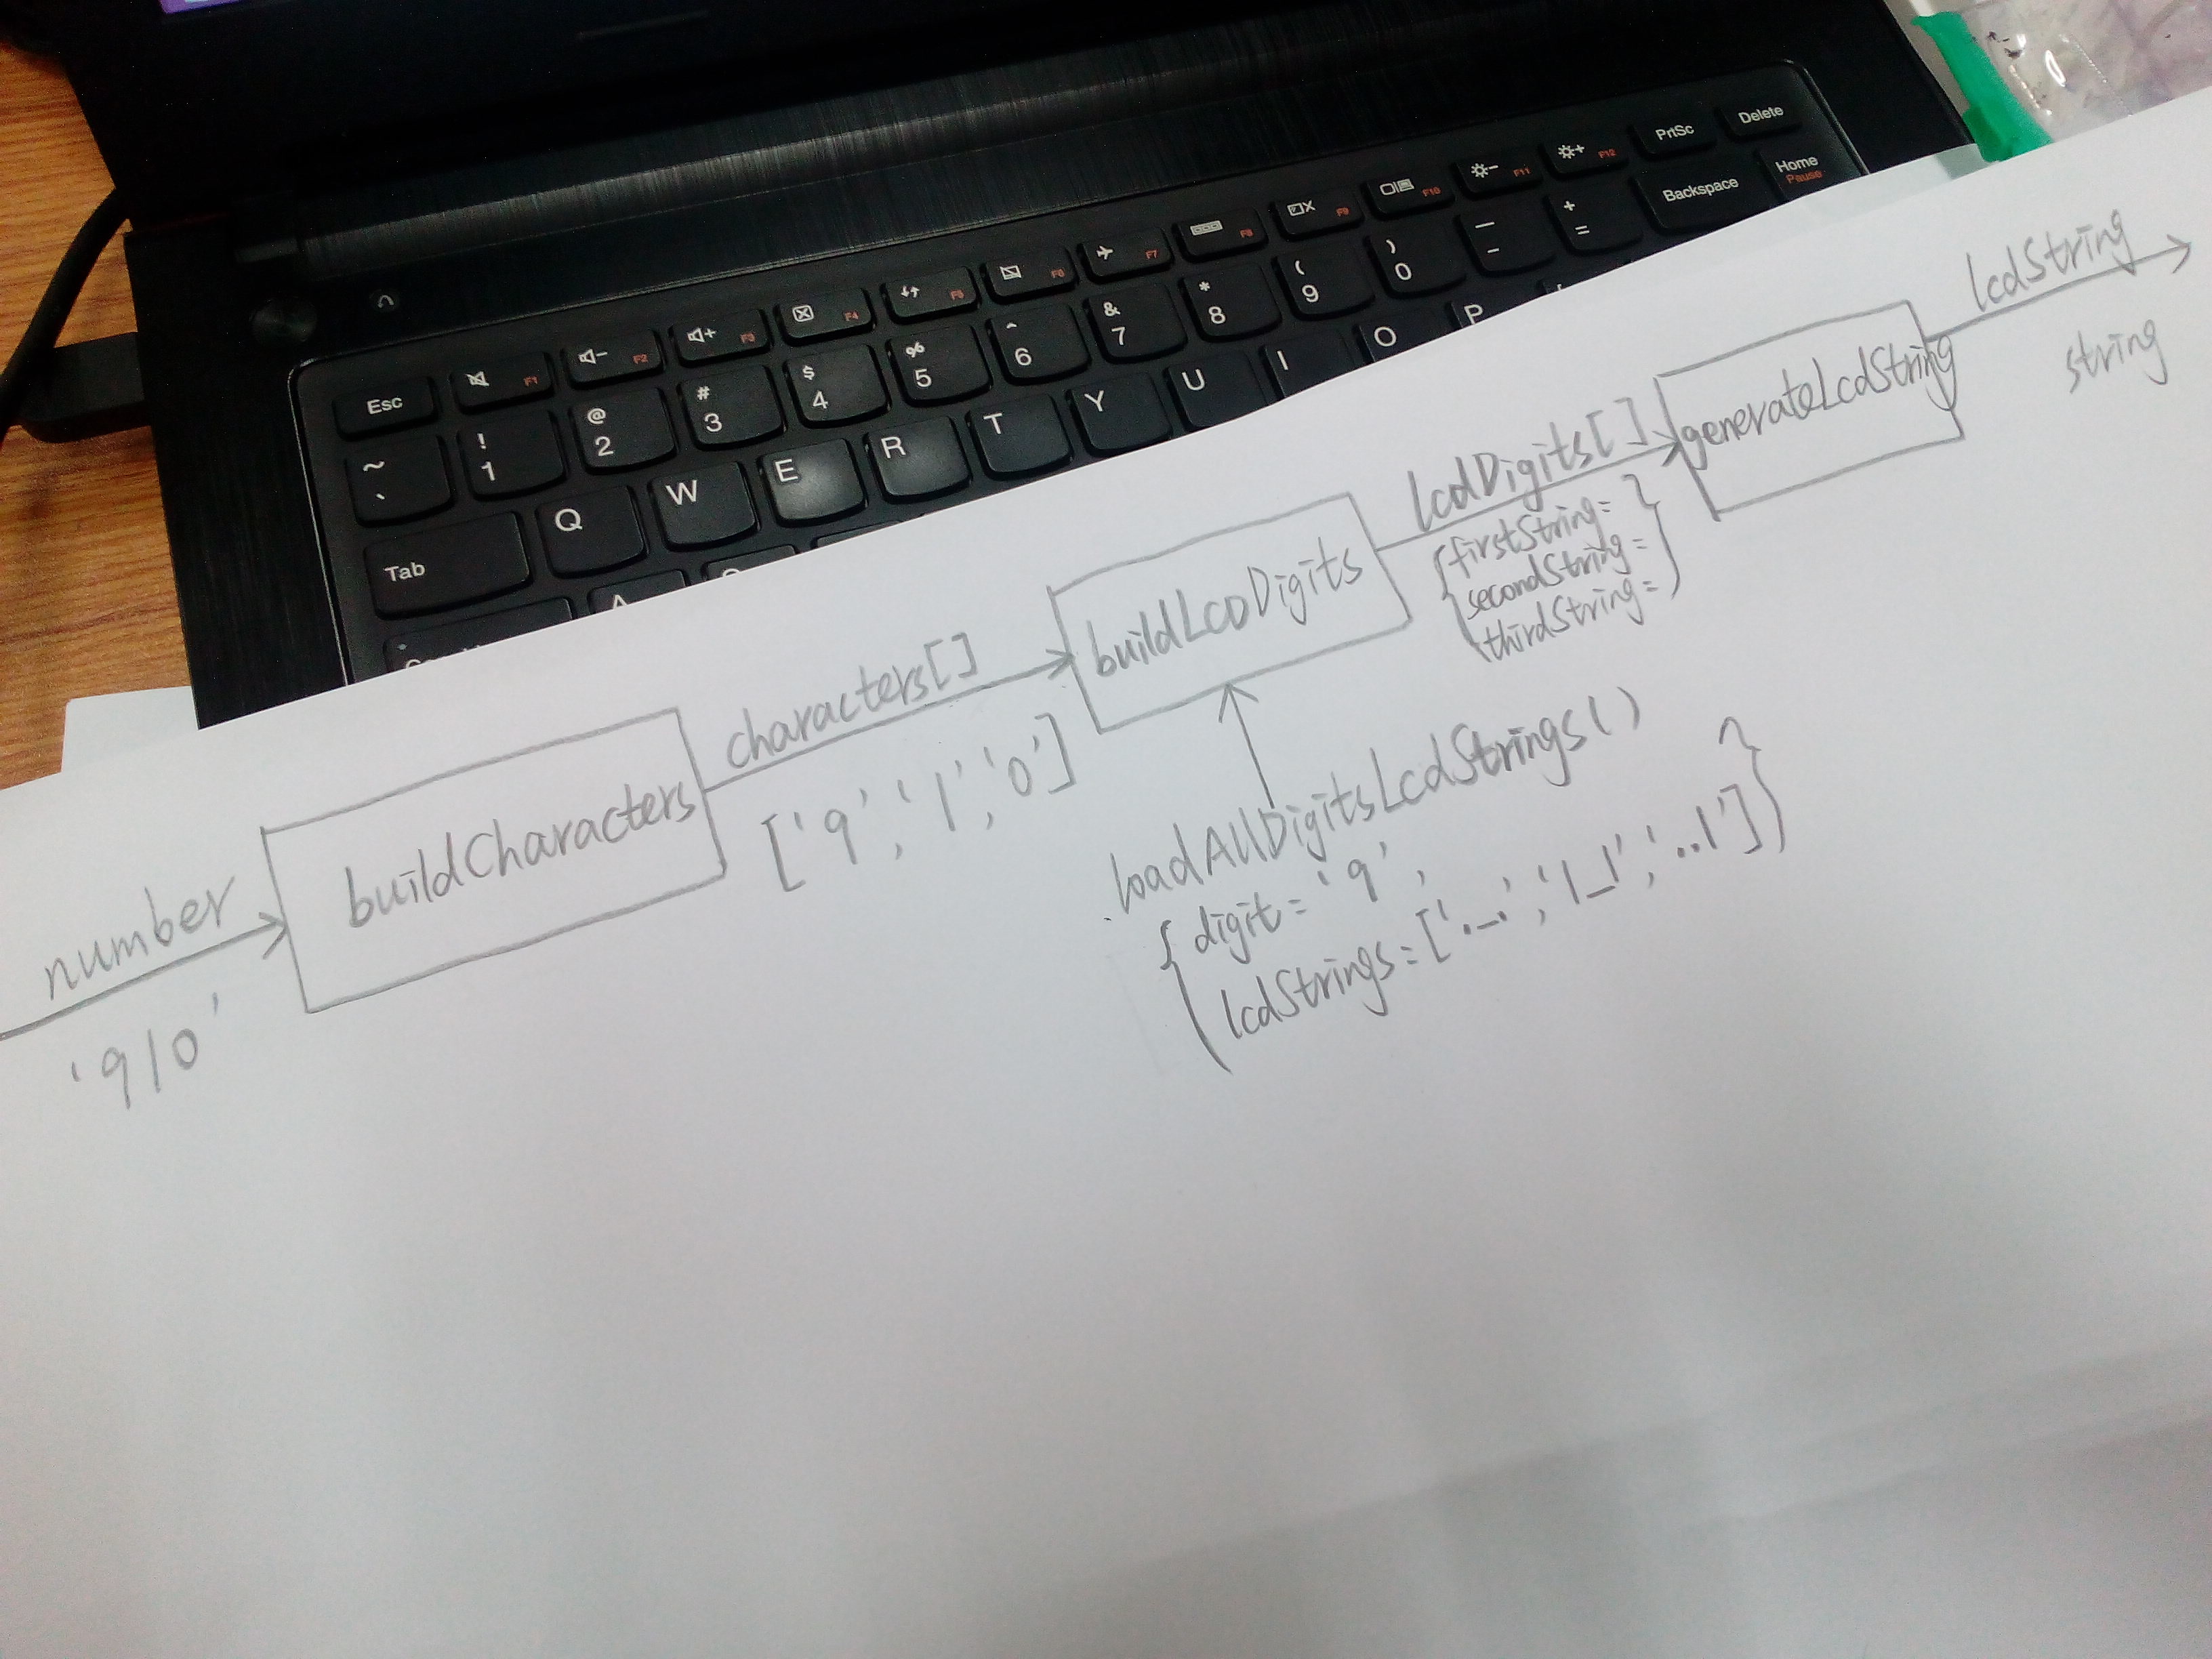 Delete
PrtSc
F12
F11
F10
F9
F8
F7
F6
F5
F4
F3
F2
F1
Esc
Home
Pause
Backspace
+ =
— -
) 0
( 9
* 8
& 7
^ 6
% 5
$ 4
# 3
@ 2
! 1
~ `
Tab
Q W E R T Y U I O P [
A
lcdString
string
generateLcdString
lcdDigits[]
{firstString=
secondString=
thirdString= }
buildLcdDigits
characters[]
['9','1','0']
buildCharacters
number
'910'
loadAllDigitsLcdStrings()
{ digit = '9',
lcdStrings=['._.','|_|','..|'] }